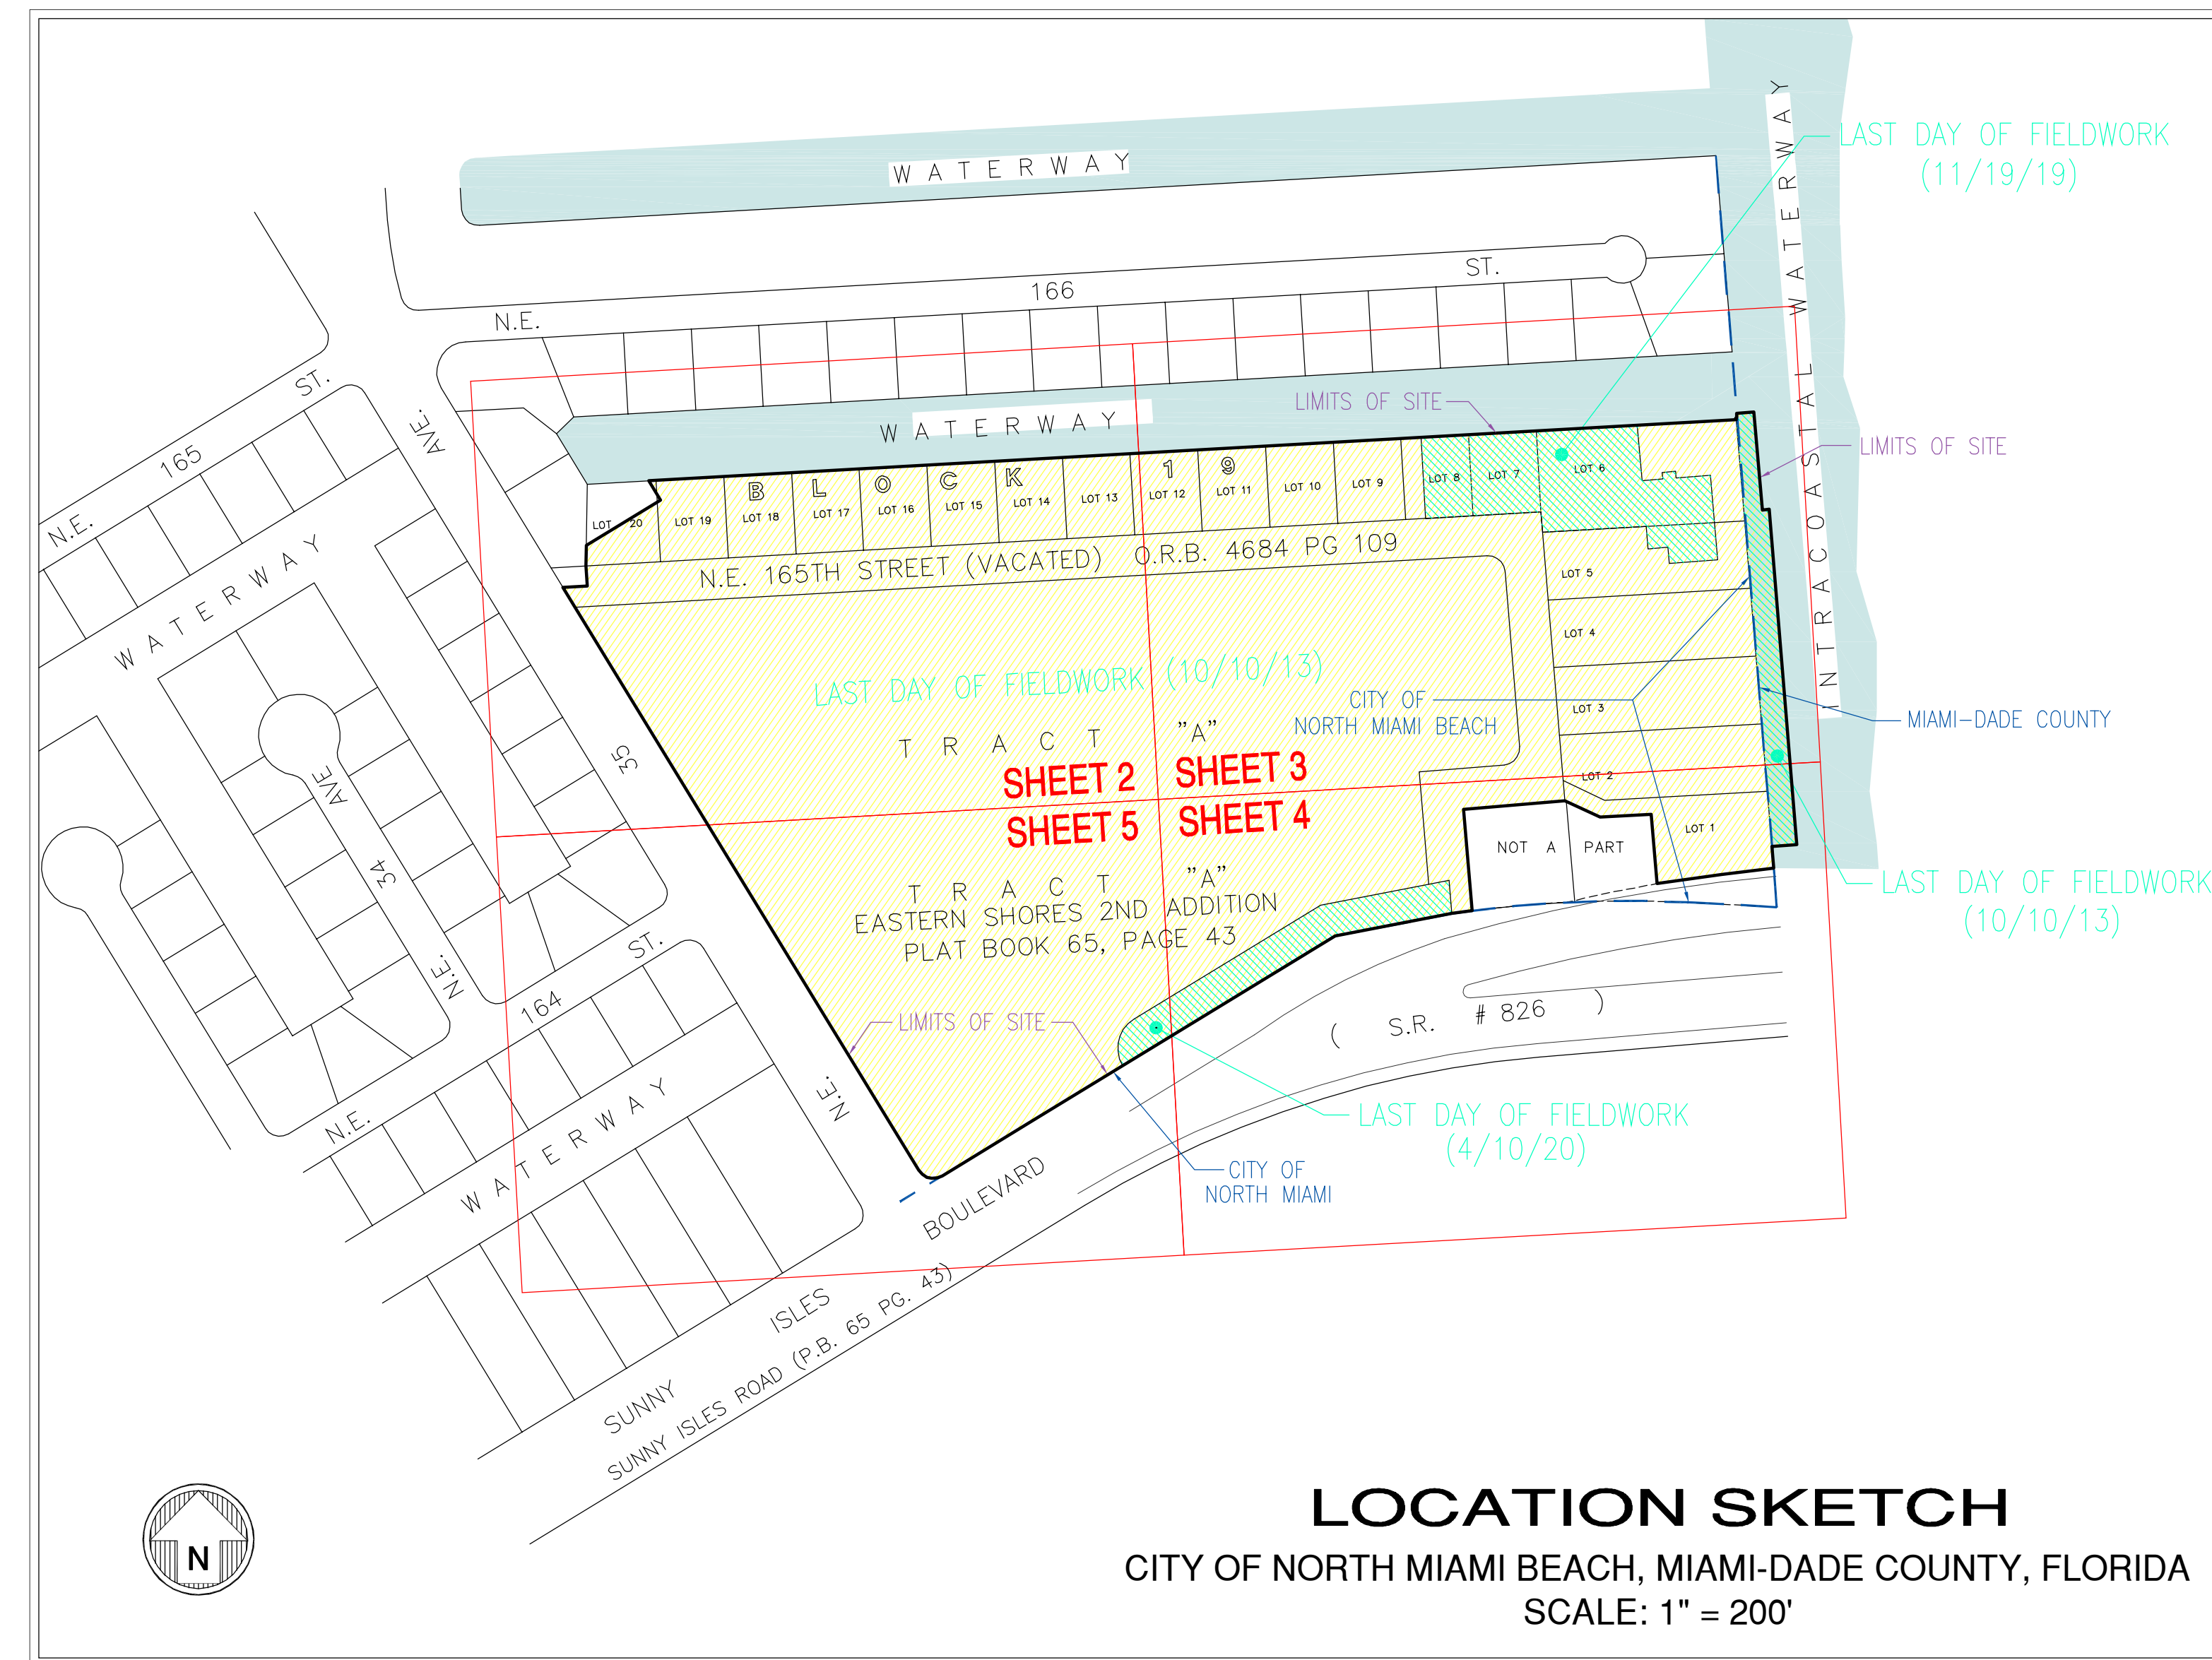 WATERWAY
LAST DAY OF FIELDWORK
(11/19/19)
INTRACOASTAL WATERWAY
N.E. 166 ST.
WATERWAY
LIMITS OF SITE
LIMITS OF SITE
N.E. 165 ST.
AVE.
WATERWAY
BLOCK 19
LOT 20
LOT 19
LOT 18
LOT 17
LOT 16
LOT 15
LOT 14
LOT 13
LOT 12
LOT 11
LOT 10
LOT 9
LOT 8
LOT 7
LOT 6
N.E. 165TH STREET (VACATED) O.R.B. 4684 PG 109
LOT 5
LOT 4
LOT 3
LOT 2
LOT 1
LAST DAY OF FIELDWORK (10/10/13)
CITY OF
NORTH MIAMI BEACH
MIAMI-DADE COUNTY
TRACT "A"
SHEET 2
SHEET 3
SHEET 5
SHEET 4
NOT A PART
TRACT "A"
EASTERN SHORES 2ND ADDITION
PLAT BOOK 65, PAGE 43
LAST DAY OF FIELDWORK
(10/10/13)
35
AVE
34
N.E.
N.E. 164 ST.
WATERWAY
N.E.
LIMITS OF SITE
( S.R. # 826 )
LAST DAY OF FIELDWORK
(4/10/20)
CITY OF
NORTH MIAMI
SUNNY ISLES BOULEVARD
SUNNY ISLES ROAD (P.B. 65 PG. 43)
N
LOCATION SKETCH
CITY OF NORTH MIAMI BEACH, MIAMI-DADE COUNTY, FLORIDA
SCALE: 1" = 200'